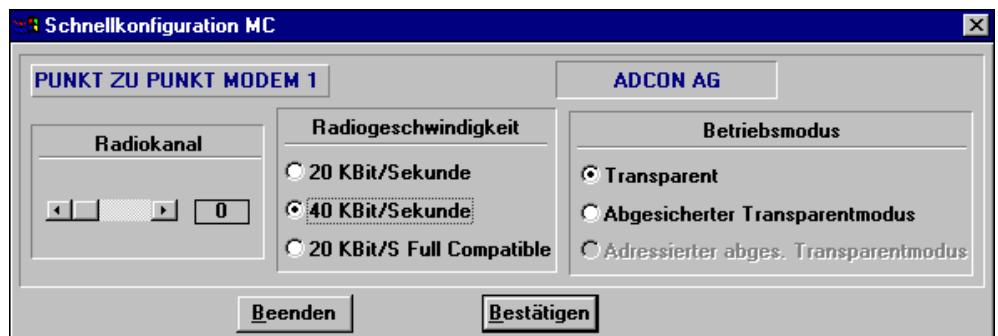 Schnellkonfiguration MC
PUNKT ZU PUNKT MODEM 1
ADCON AG
Radiokanal
0
Radiogeschwindigkeit
20 KBit/Sekunde
40 KBit/Sekunde
20 KBit/S Full Compatible
Betriebsmodus
Transparent
Abgesicherter Transparentmodus
Adressierter abges. Transparentmodus
Beenden
Bestätigen